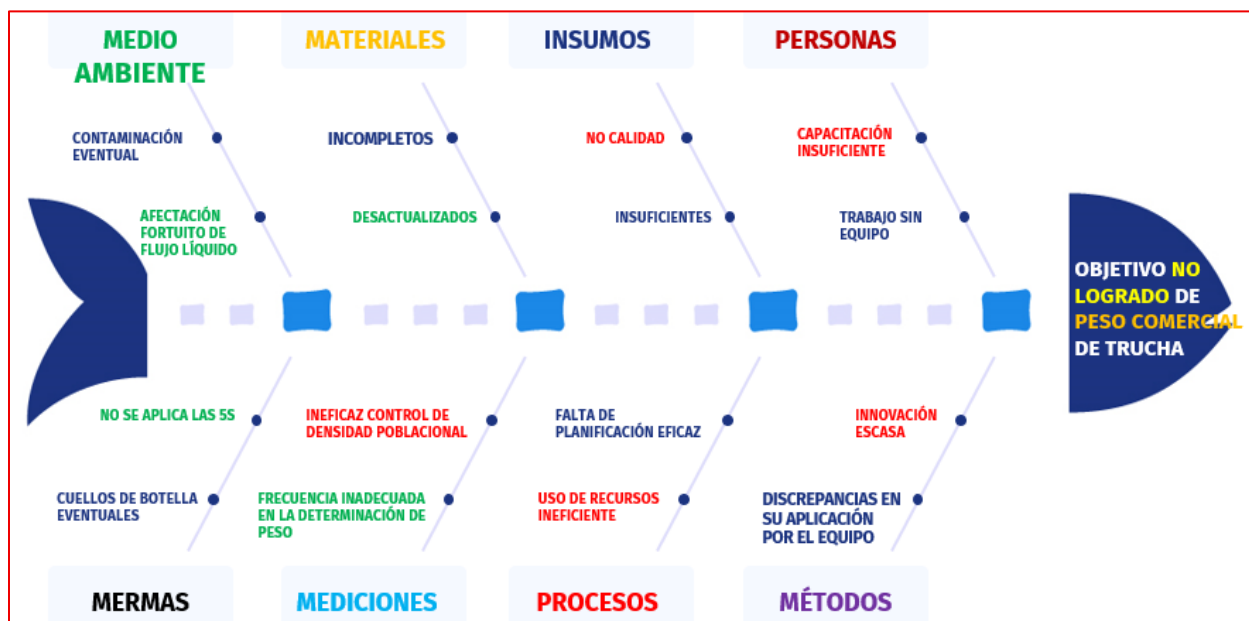 MEDIO
AMBIENTE
MATERIALES
INSUMOS
PERSONAS
CONTAMINACIÓN
EVENTUAL
INCOMPLETOS
NO CALIDAD
CAPACITACIÓN
INSUFICIENTE
AFECTACIÓN
FORTUITO DE
FLUJO LÍQUIDO
DESACTUALIZADOS
INSUFICIENTES
TRABAJO SIN
EQUIPO
OBJETIVO NO
LOGRADO DE
PESO COMERCIAL
DE TRUCHA
NO SE APLICA LAS 5S
INEFICAZ CONTROL DE
DENSIDAD POBLACIONAL
FALTA DE
PLANIFICACIÓN EFICAZ
INNOVACIÓN
ESCASA
CUELLOS DE BOTELLA
EVENTUALES
FRECUENCIA INADECUADA
EN LA DETERMINACIÓN DE
PESO
USO DE RECURSOS
INEFICIENTE
DISCREPANCIAS EN
SU APLICACIÓN
POR EL EQUIPO
MERMAS
MEDICIONES
PROCESOS
MÉTODOS